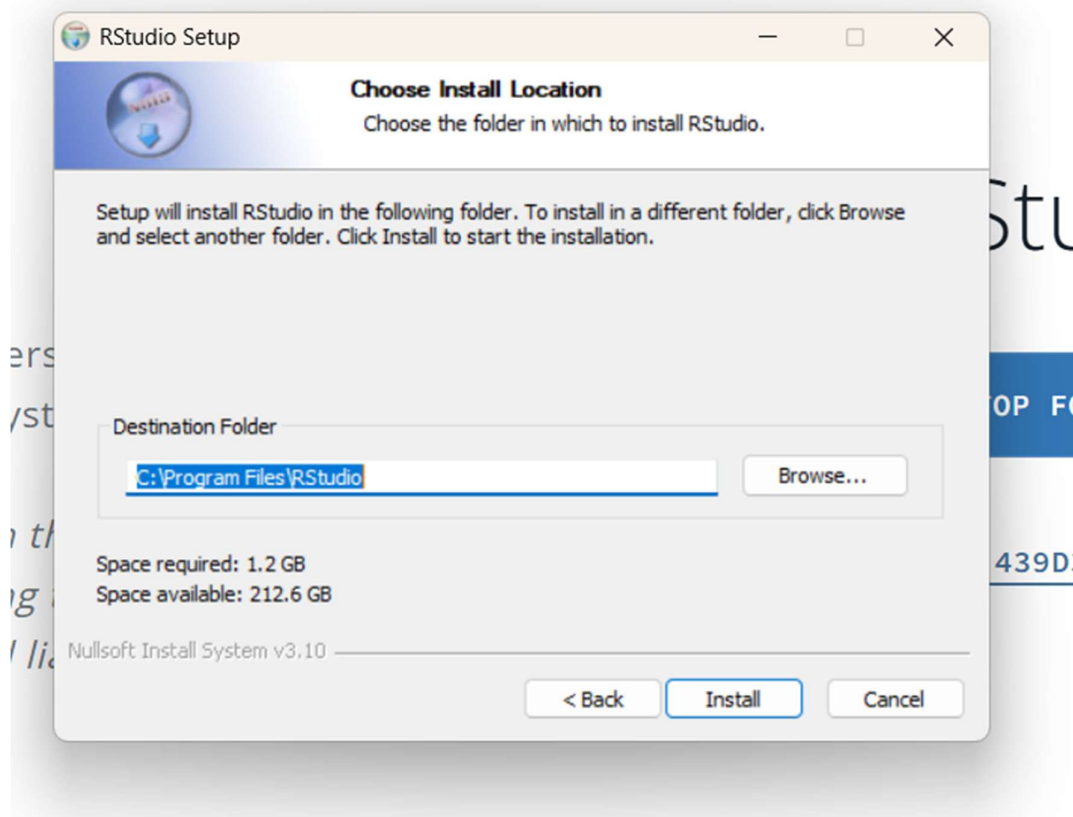 RStudio Setup
Choose Install Location
Choose the folder in which to install RStudio.
Setup will install RStudio in the following folder. To install in a different folder, click Browse
and select another folder. Click Install to start the installation.
Destination Folder
C:\Program Files\RStudio
Browse...
Space required: 1.2 GB
Space available: 212.6 GB
Nullsoft Install System v3.10
< Back
Install
Cancel